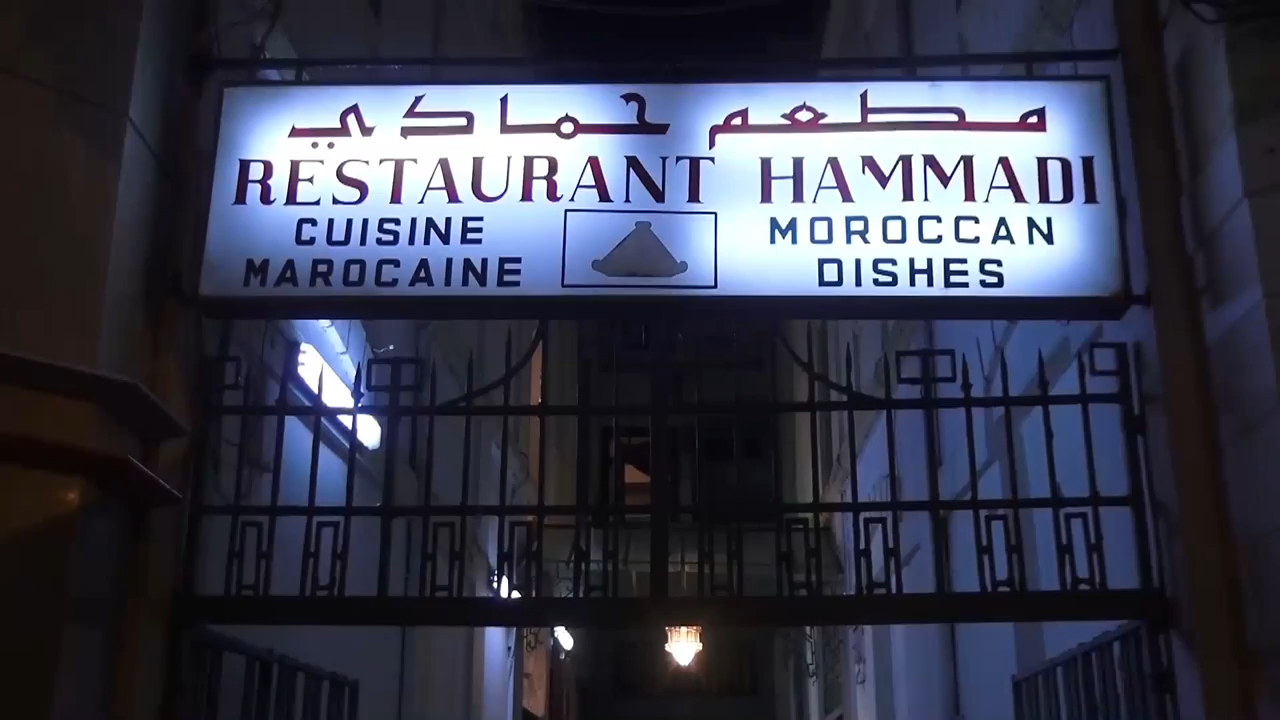 مطعم حمادي
RESTAURANT HAMMADI
CUISINE
MAROCAINE
MOROCCAN
DISHES